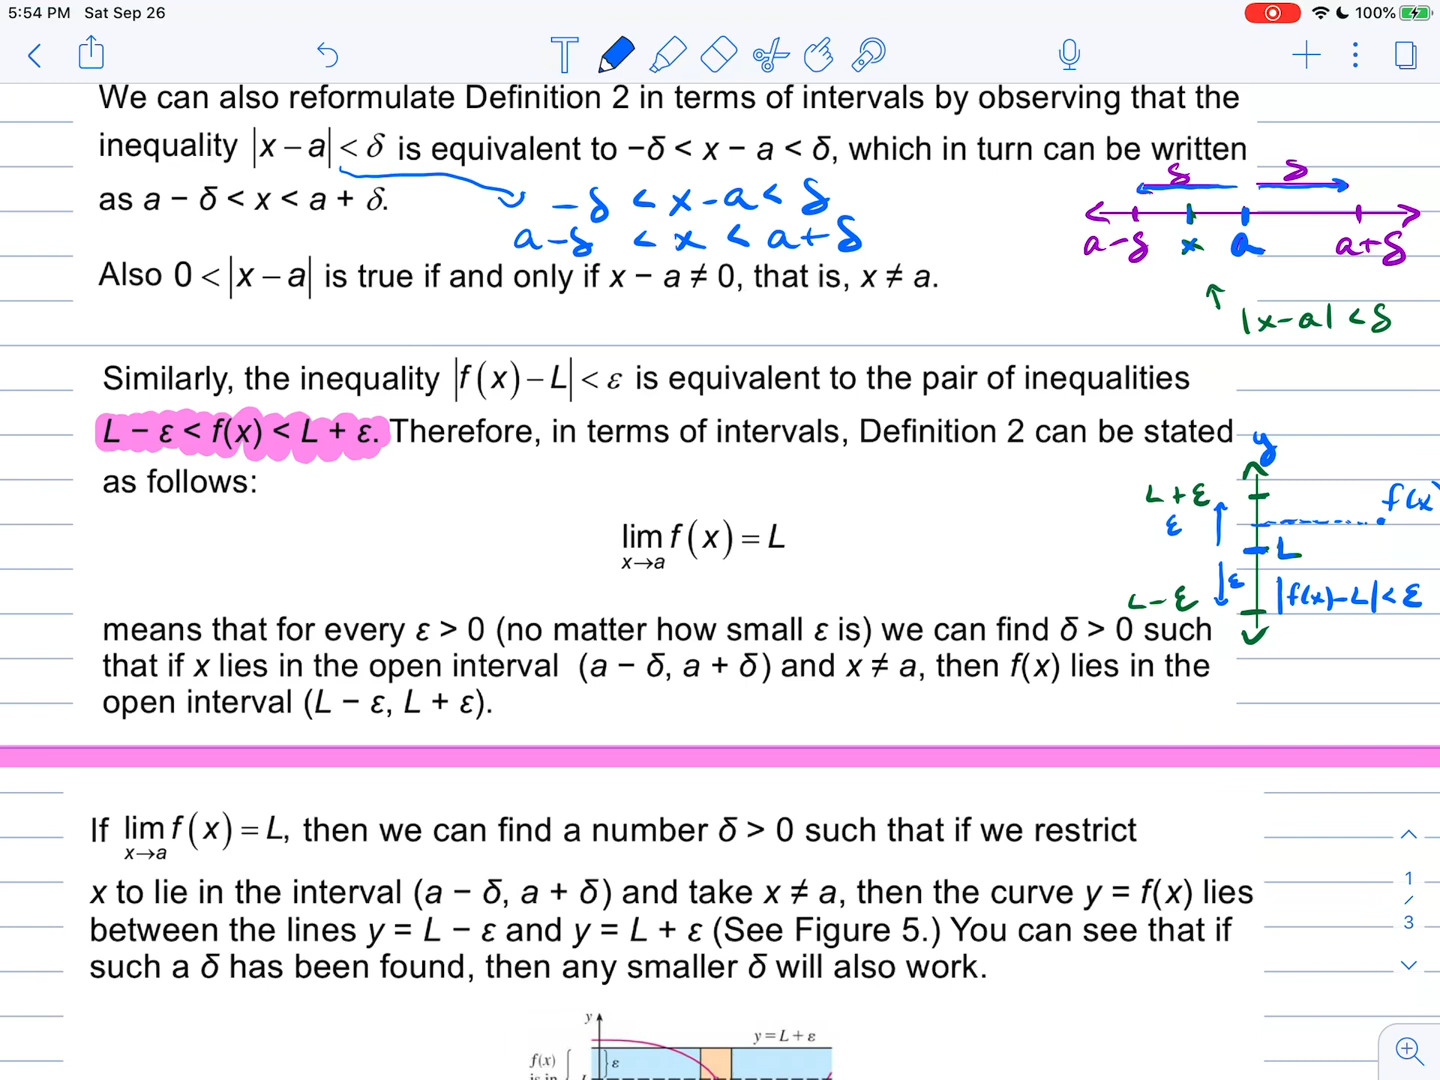 5:54 PM Sat Sep 26
100%
We can also reformulate Definition 2 in terms of intervals by observing that the
inequality |x – a| < δ is equivalent to –δ < x – a < δ, which in turn can be written
as a – δ < x < a + δ.
-δ < x-a < δ
a-δ < x < a+δ
δ δ
a-δ x a a+δ
|x-a| < δ
Also 0 < |x – a| is true if and only if x – a ≠ 0, that is, x ≠ a.
Similarly, the inequality |f(x) – L| < ε is equivalent to the pair of inequalities
L – ε < f(x) < L + ε. Therefore, in terms of intervals, Definition 2 can be stated
as follows:
y
L+ε
ε
f(x)
L
ε
L-ε
|f(x)-L| < ε
lim f(x) = L
x→a
means that for every ε > 0 (no matter how small ε is) we can find δ > 0 such
that if x lies in the open interval (a – δ, a + δ) and x ≠ a, then f(x) lies in the
open interval (L – ε, L + ε).
If lim f(x) = L, then we can find a number δ > 0 such that if we restrict
x→a
x to lie in the interval (a – δ, a + δ) and take x ≠ a, then the curve y = f(x) lies
between the lines y = L – ε and y = L + ε (See Figure 5.) You can see that if
such a δ has been found, then any smaller δ will also work.
1
/
3
y
y = L + ε
f(x)
ε